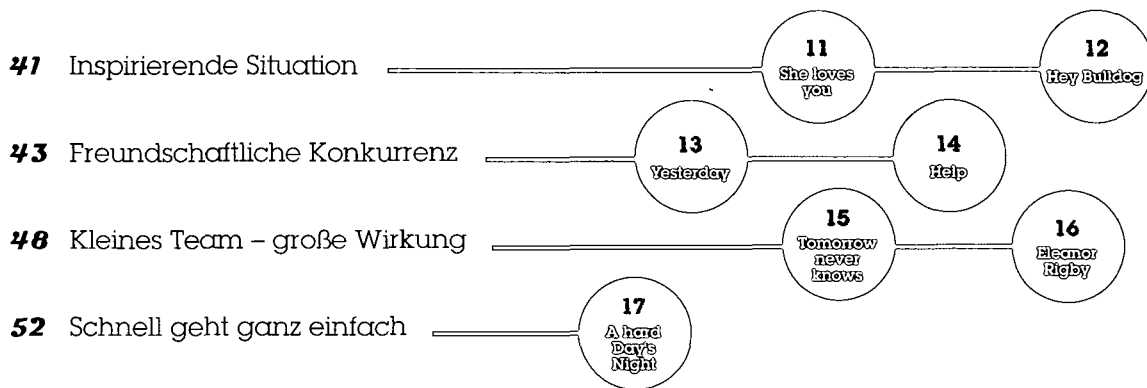 41 Inspirierende Situation
11
She loves
you
12
Hey Bulldog
43 Freundschaftliche Konkurrenz
13
Yesterday
14
Help
48 Kleines Team – große Wirkung
15
Tomorrow
never
knows
16
Eleanor
Rigby
52 Schnell geht ganz einfach
17
A hard
Day's
Night